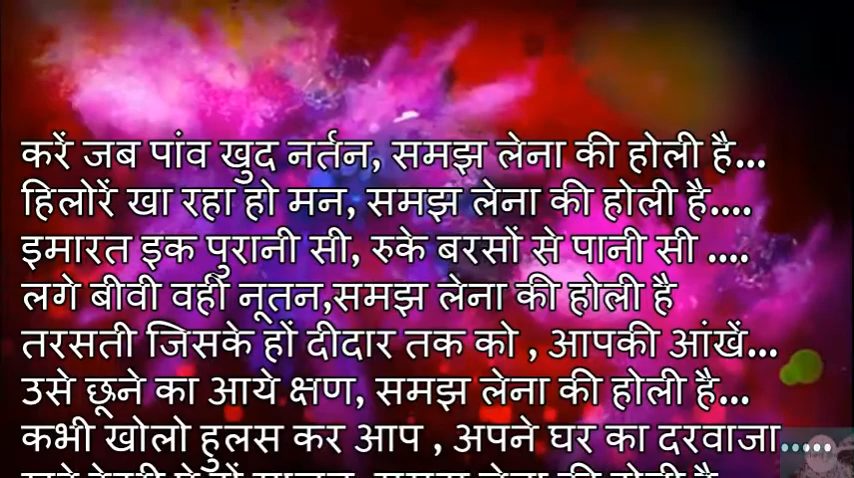 करें जब पांव खुद नर्तन, समझ लेना की होली है...
हिलोरें खा रहा हो मन, समझ लेना की होली है....
इमारत इक पुरानी सी, रुके बरसों से पानी सी ....
लगे बीवी वही नूतन,समझ लेना की होली है
तरसती जिसके हों दीदार तक को , आपकी आंखें...
उसे छूने का आये क्षण, समझ लेना की होली है...
कभी खोलो हुलस कर आप , अपने घर का दरवाजा.....
समझ लेना की होली है